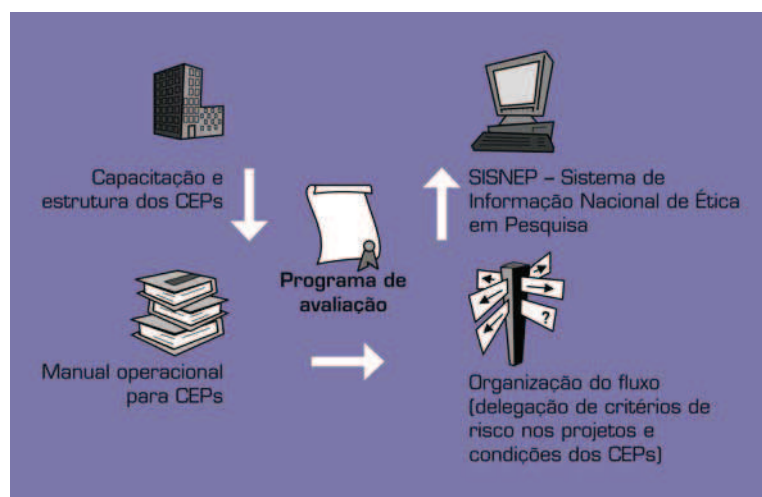 Capacitação e
estrutura dos CEPs
SISNEP – Sistema de
Informação Nacional de Ética
em Pesquisa
Programa de
avaliação
?
Manual operacional
para CEPs
Organização do fluxo
(delegação de critérios de
risco nos projetos e
condições dos CEPs)